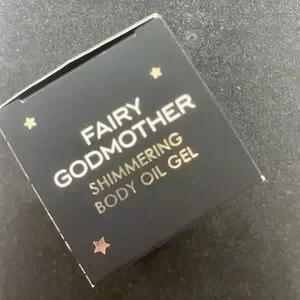 FAIRY
GODMOTHER
SHIMMERING
BODY OIL GEL